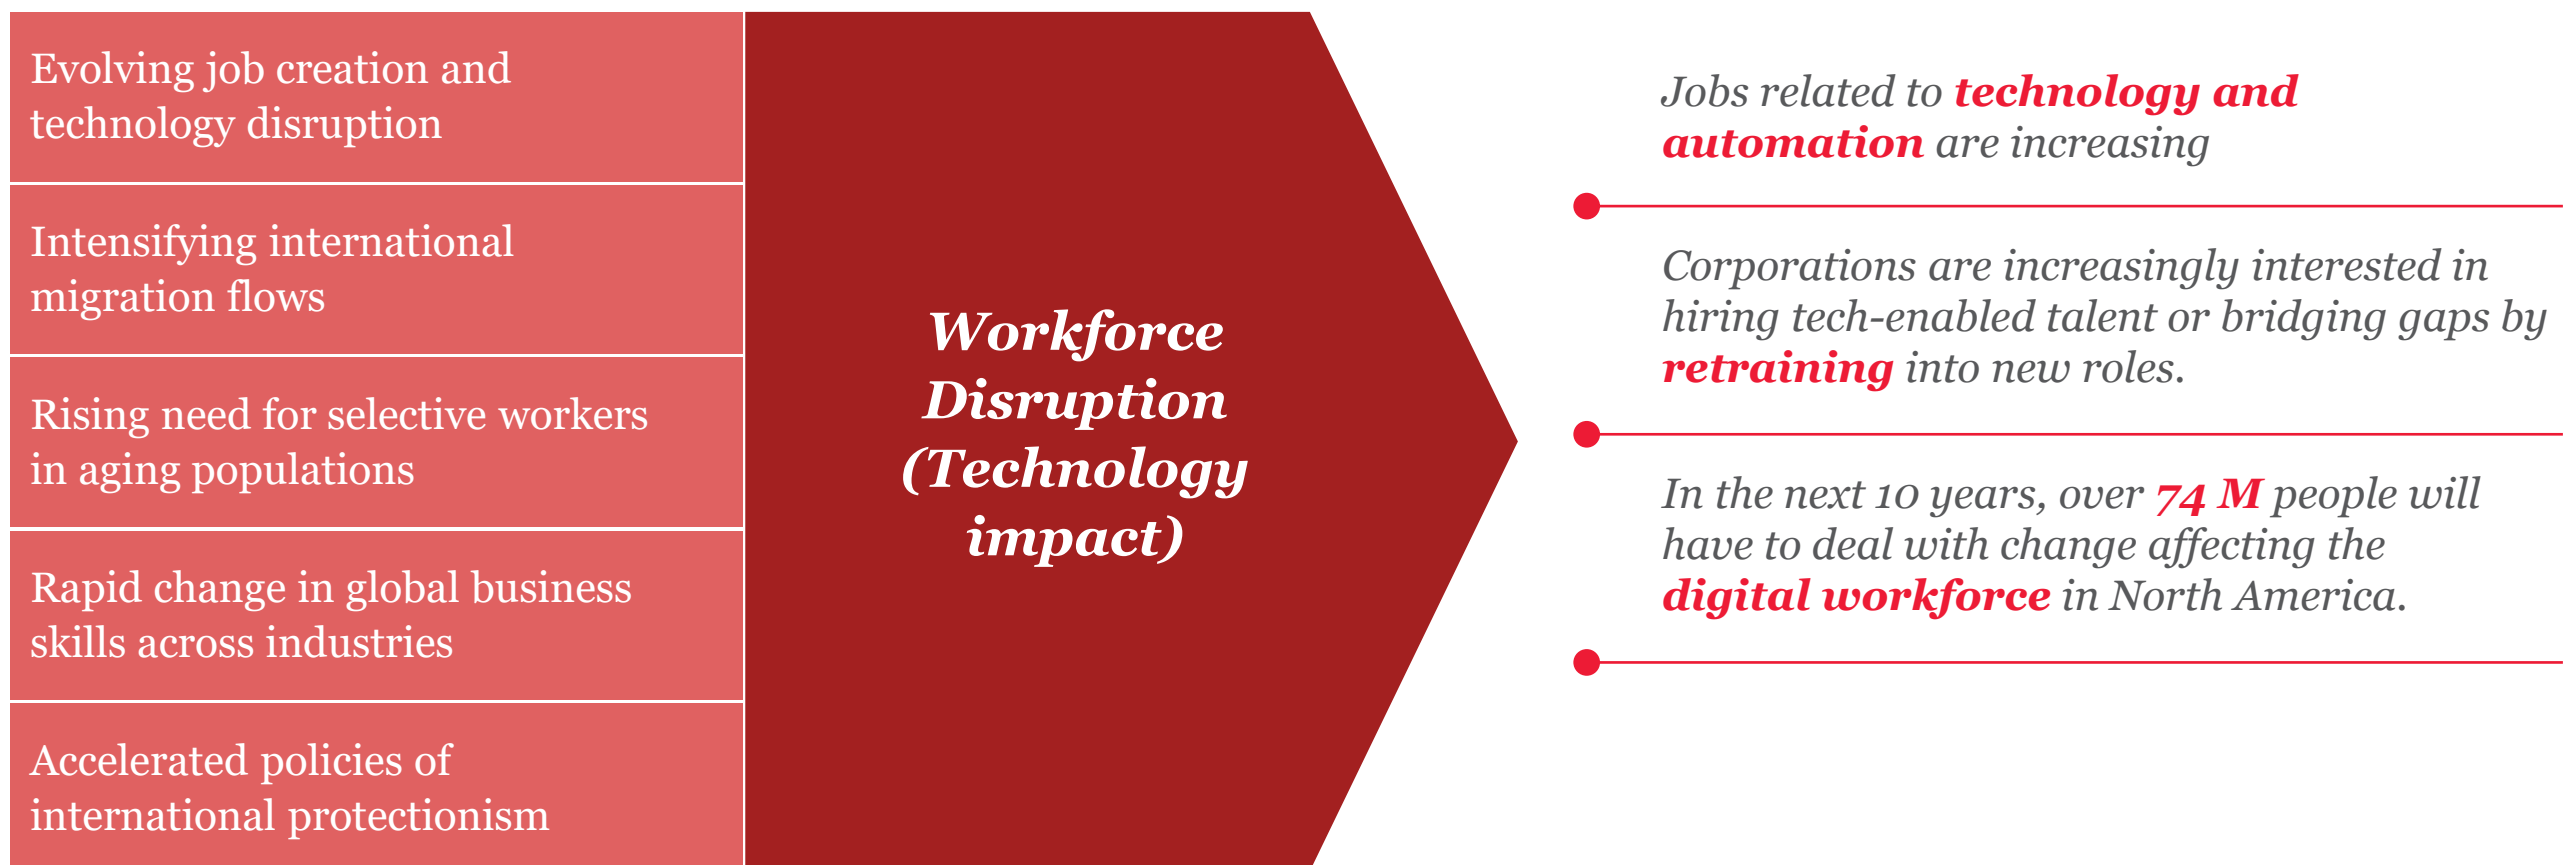 Evolving job creation and
technology disruption
Intensifying international
migration flows
Rising need for selective workers
in aging populations
Rapid change in global business
skills across industries
Accelerated policies of
international protectionism
Workforce
Disruption
(Technology
impact)
Jobs related to technology and
automation are increasing
Corporations are increasingly interested in
hiring tech-enabled talent or bridging gaps by
retraining into new roles.
In the next 10 years, over 74 M people will
have to deal with change affecting the
digital workforce in North America.